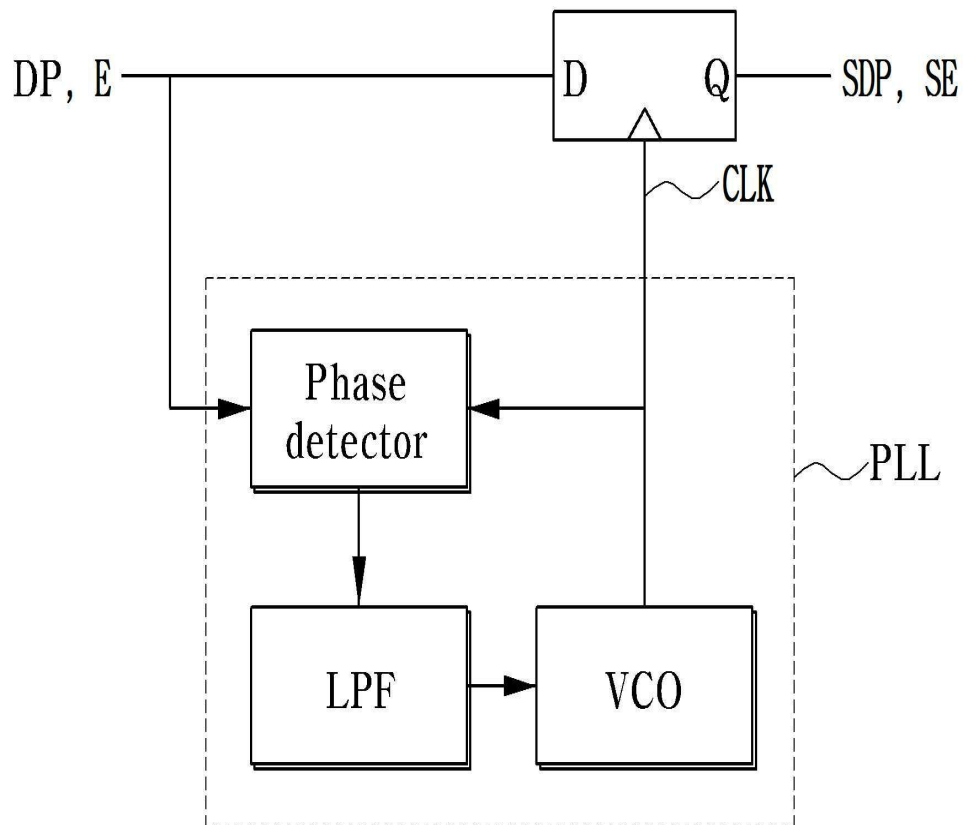 DP, E
D
Q
SDP, SE
CLK
Phase
detector
PLL
LPF
VCO